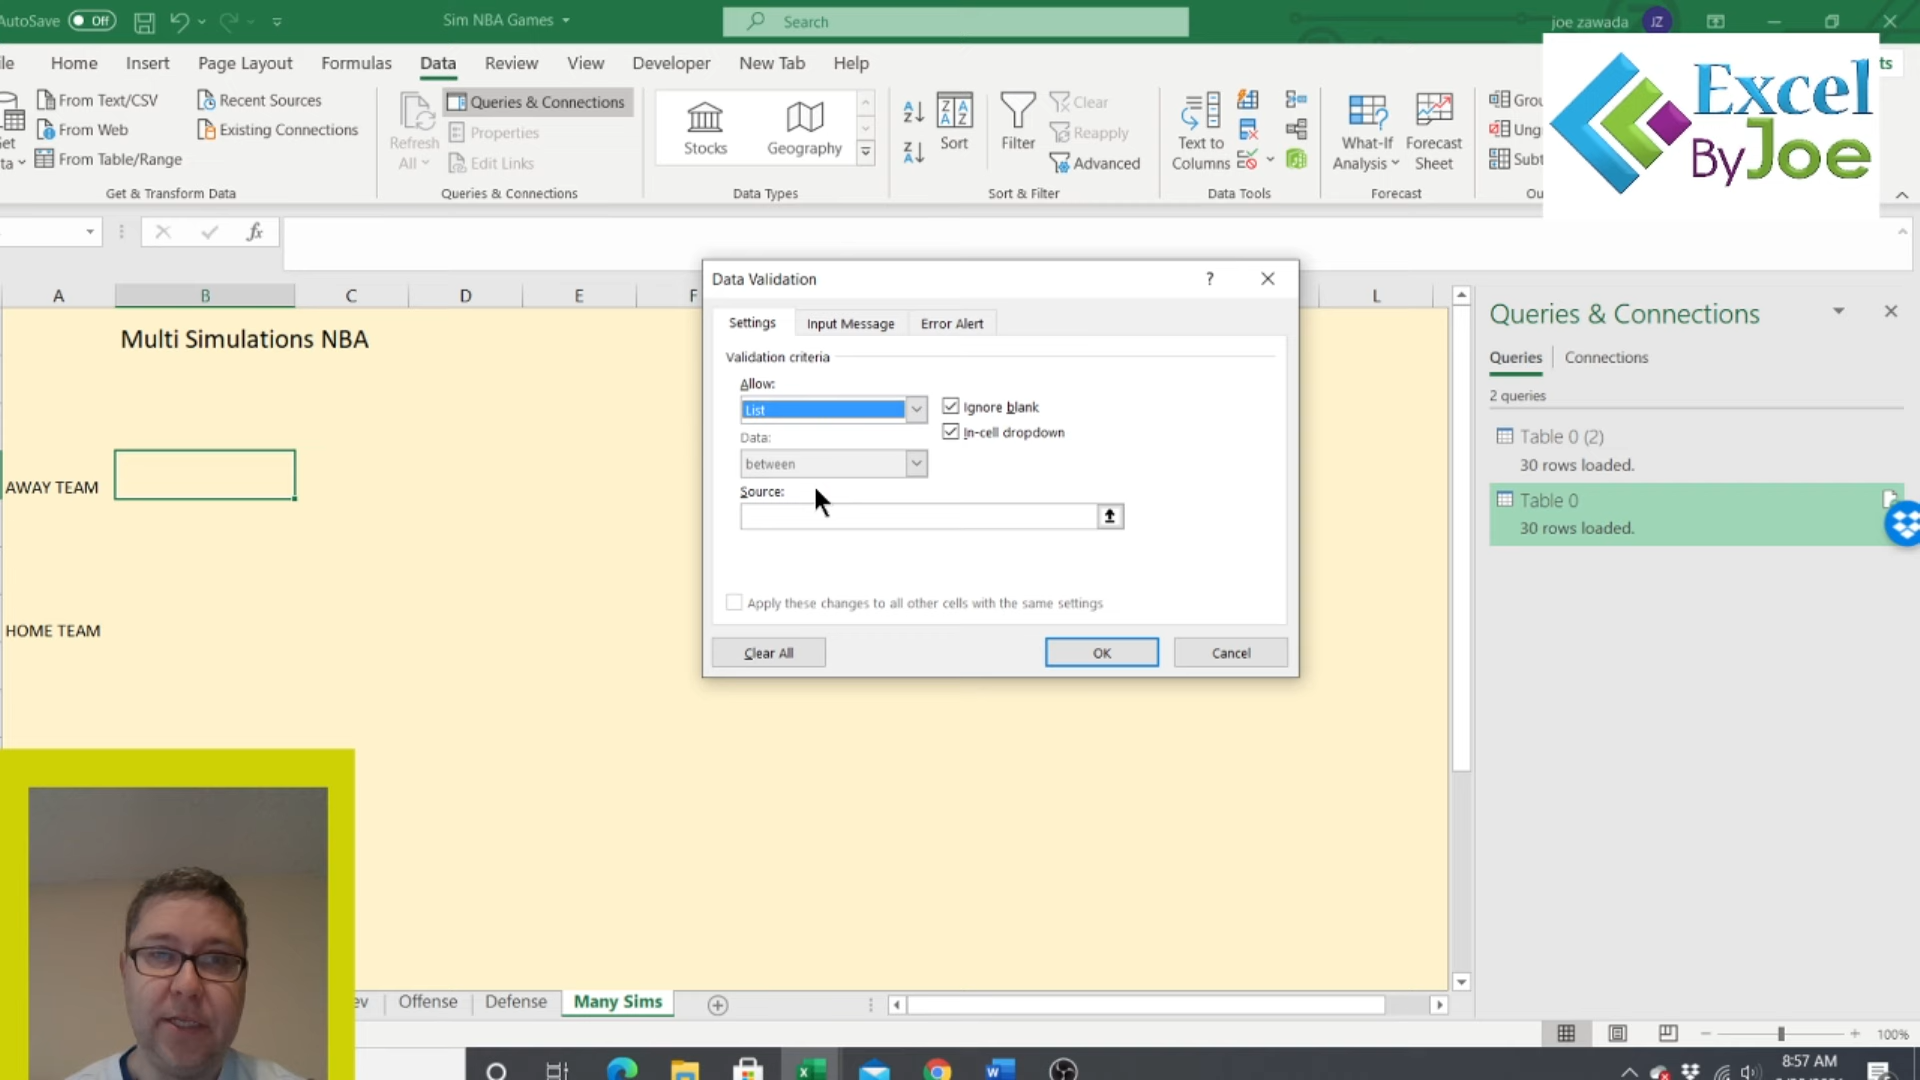 AutoSave Off
Sim NBA Games
Search
joe zawada
JZ
Home
Insert
Page Layout
Formulas
Data
Review
View
Developer
New Tab
Help
From Text/CSV
From Web
From Table/Range
Recent Sources
Existing Connections
Get & Transform Data
Refresh
All
Queries & Connections
Properties
Edit Links
Queries & Connections
Stocks
Geography
Data Types
Sort
Filter
Clear
Reapply
Advanced
Sort & Filter
Text to
Columns
Data Tools
What-If
Analysis
Forecast
Sheet
Forecast
Excel
ByJoe
fx
A
B
C
D
E
F
L
Multi Simulations NBA
AWAY TEAM
HOME TEAM
Data Validation
?
Settings
Input Message
Error Alert
Validation criteria
Allow:
List
Ignore blank
In-cell dropdown
Data:
between
Source:
Apply these changes to all other cells with the same settings
Clear All
OK
Cancel
Queries & Connections
Queries
Connections
2 queries
Table 0 (2)
30 rows loaded.
Table 0
30 rows loaded.
Offense
Defense
Many Sims
100%
8:57 AM